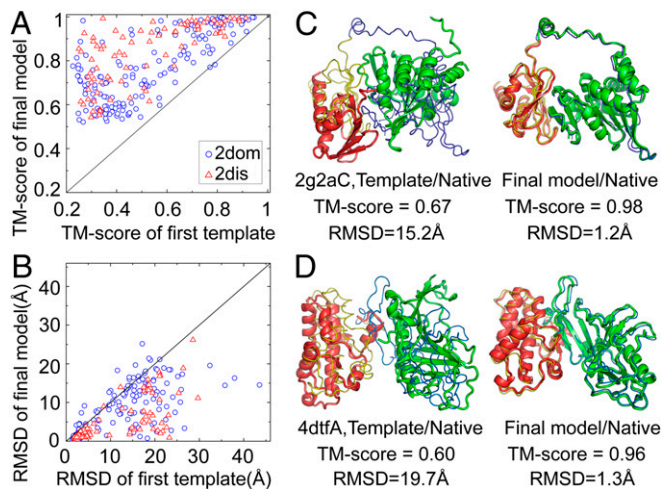 A
TM-score of final model
1
0.8
0.6
0.4
0.2
2dom
2dis
0.2 0.4 0.6 0.8 1
TM-score of first template
B
RMSD of final model(Å)
40
30
20
10
0
0 10 20 30 40
RMSD of first template(Å)
C
2g2aC,Template/Native
TM-score = 0.67
RMSD=15.2Å
Final model/Native
TM-score = 0.98
RMSD=1.2Å
D
4dtfA,Template/Native
TM-score = 0.60
RMSD=19.7Å
Final model/Native
TM-score = 0.96
RMSD=1.3Å